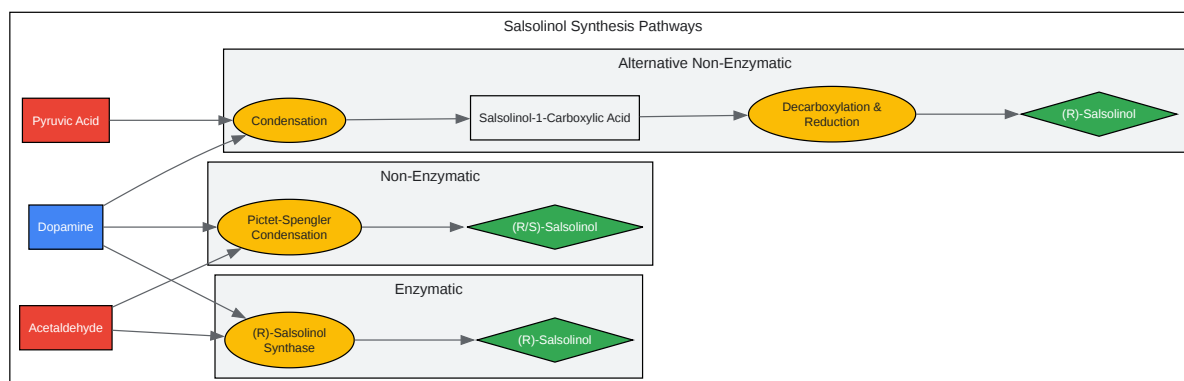 Salsolinol Synthesis Pathways
Alternative Non-Enzymatic
Pyruvic Acid
Condensation
Salsolinol-1-Carboxylic Acid
Decarboxylation &
Reduction
(R)-Salsolinol
Non-Enzymatic
Dopamine
Pictet-Spengler
Condensation
(R/S)-Salsolinol
Enzymatic
Acetaldehyde
(R)-Salsolinol
Synthase
(R)-Salsolinol